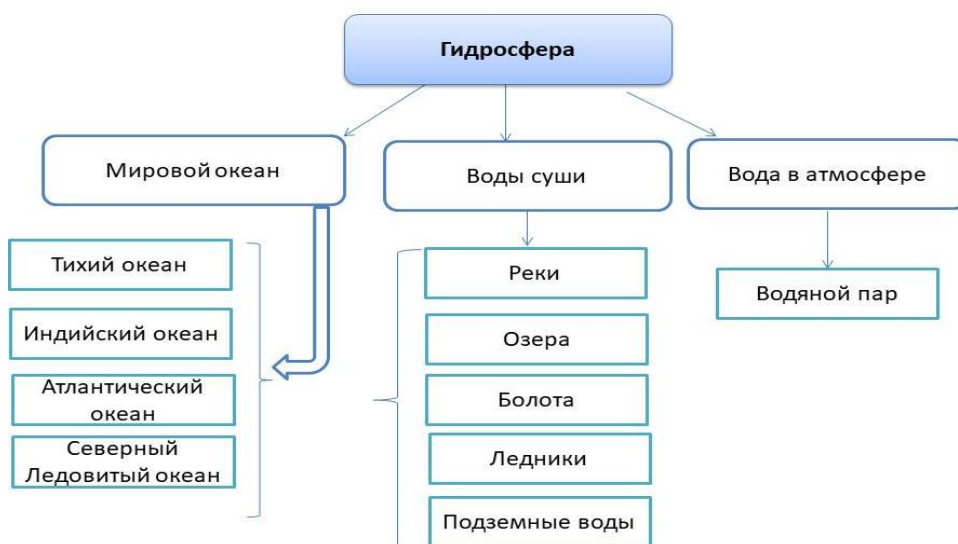 Гидросфера
Мировой океан
Воды суши
Вода в атмосфере
Тихий океан
Индийский океан
Атлантический
океан
Северный
Ледовитый океан
Реки
Озера
Болота
Ледники
Подземные воды
Водяной пар